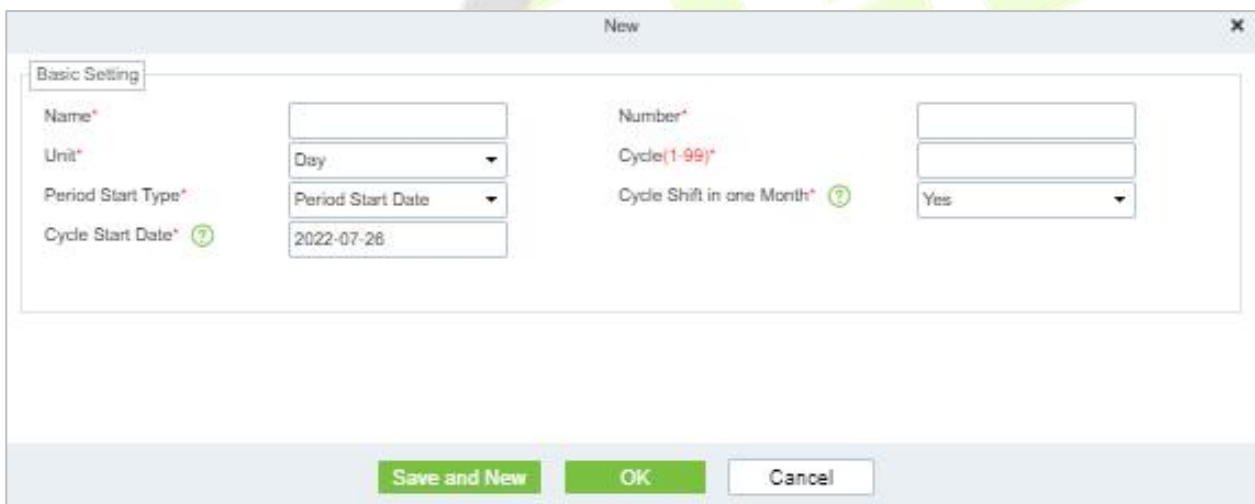 New
Basic Setting
Name* Number*
Unit* Day Cycle(1-99)*
Period Start Type* Period Start Date Cycle Shift in one Month* ? Yes
Cycle Start Date* ? 2022-07-26
Save and New OK Cancel